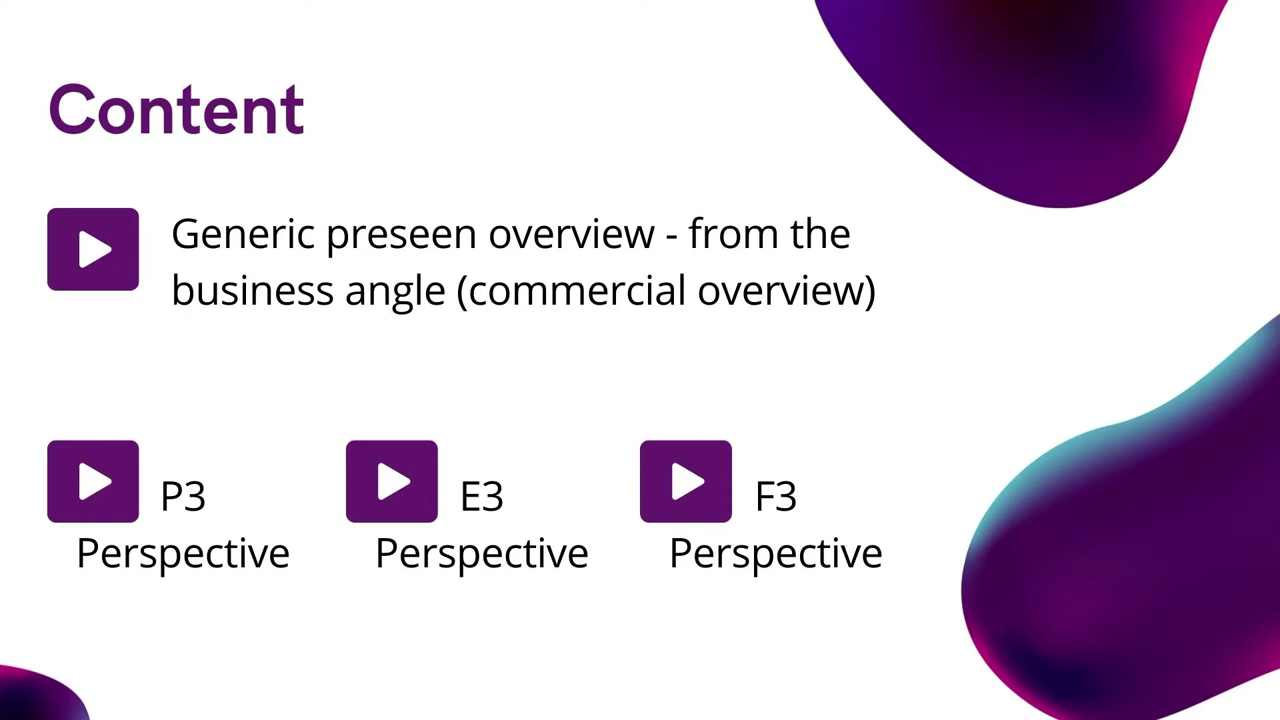 Content
Generic preseen overview - from the
business angle (commercial overview)
P3
Perspective
E3
Perspective
F3
Perspective